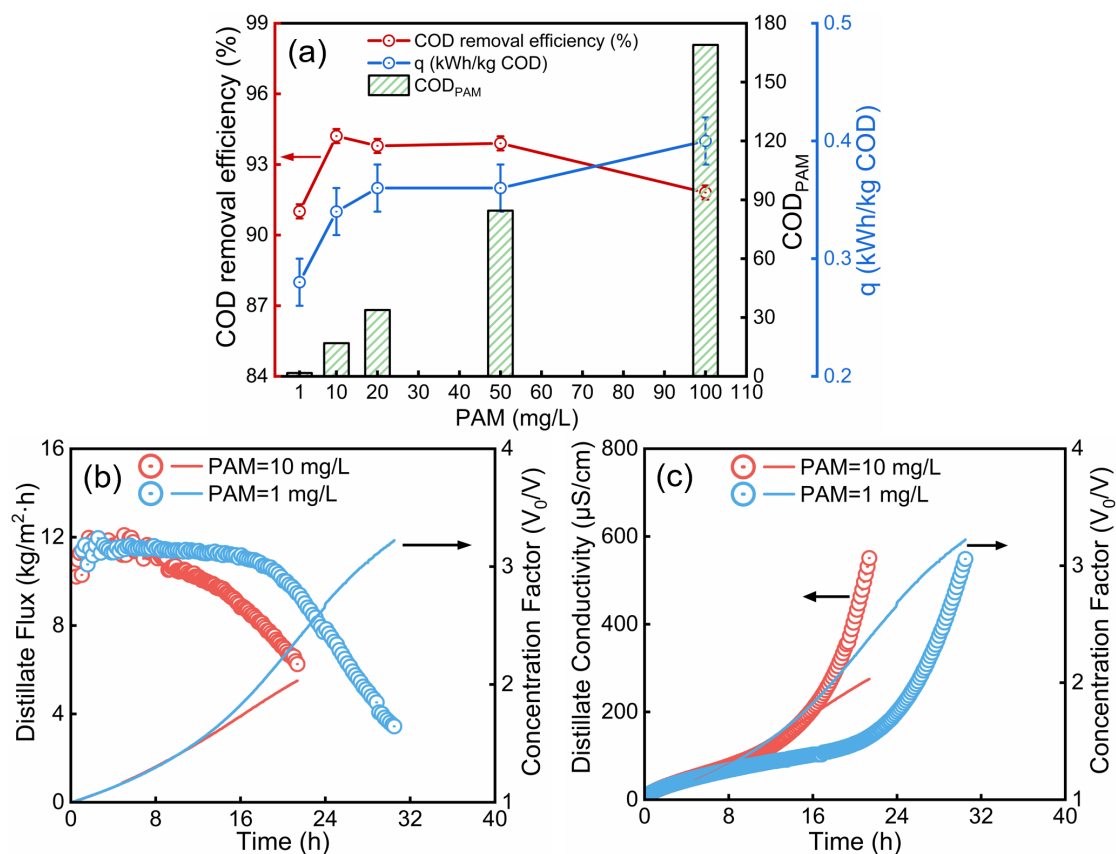 (a)
COD removal efficiency (%)
q (kWh/kg COD)
COD_PAM
COD removal efficiency (%)
99
96
93
90
87
84
180
150
120
90
60
30
0
COD_PAM
0.5
0.4
0.3
0.2
q (kWh/kg COD)
1 10 20 30 40 50 60 70 80 90 100 110
PAM (mg/L)
(b)
PAM=10 mg/L
PAM=1 mg/L
Distillate Flux (kg/m²·h)
16
12
8
4
0
4
3
2
1
Concentration Factor (V₀/V)
0 8 16 24 32 40
Time (h)
(c)
PAM=10 mg/L
PAM=1 mg/L
Distillate Conductivity (μS/cm)
800
600
400
200
0
4
3
2
1
Concentration Factor (V₀/V)
0 8 16 24 32 40
Time (h)